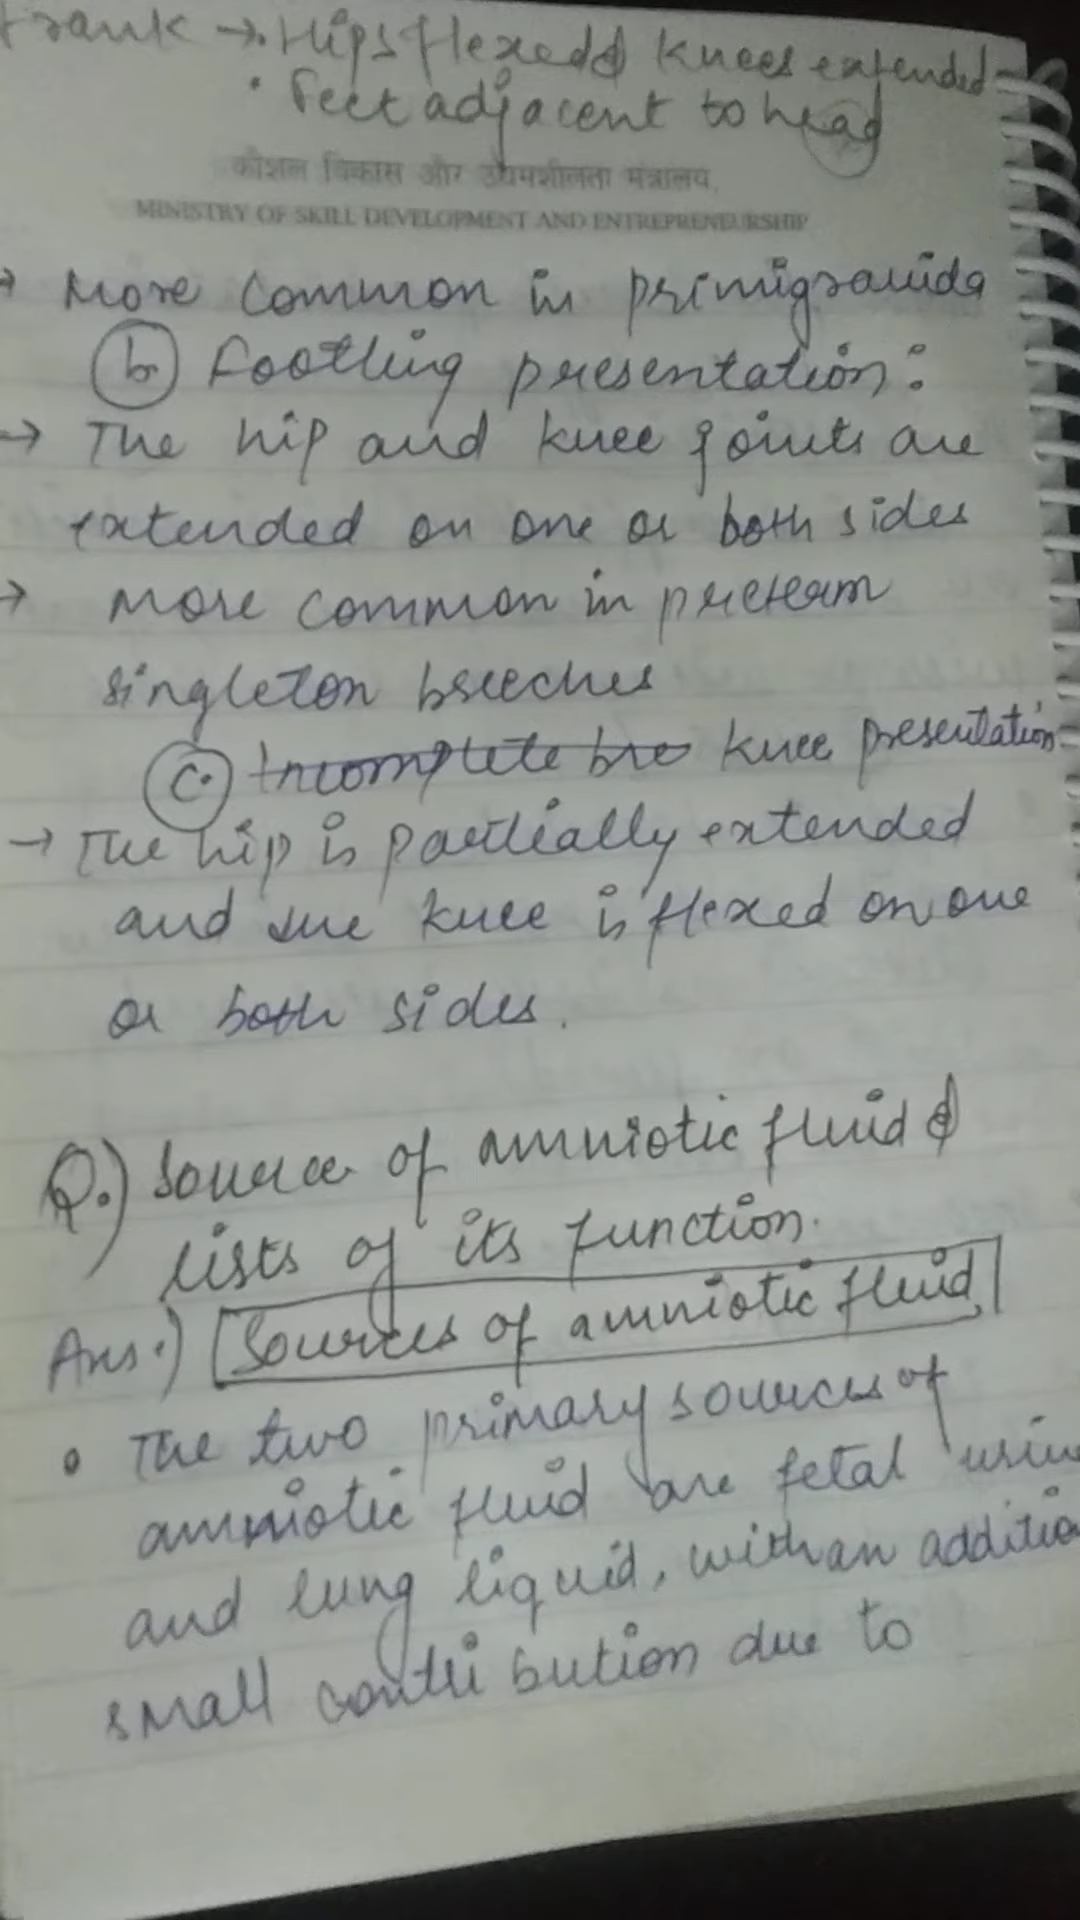 Frank → Hips flexed & Knees extended
• Feet adjacent to head
कौशल विकास और उद्यमशीलता मंत्रालय
MINISTRY OF SKILL DEVELOPMENT AND ENTREPRENEURSHIP
→ More common in primigravida
(b) Footling presentation:
→ The hip and knee joints are
extended on one or both sides
→ More common in preterm
singleton breeches
(c.) Incomplete bre knee presentation
→ The hip is partially extended
and the knee is flexed on one
or both sides.
Q.) Source of amniotic fluid &
lists of its function.
Ans.) Sources of amniotic fluid
• The two primary sources of
amniotic fluid are fetal urin
and lung liquid, with an additio
small contribution due to